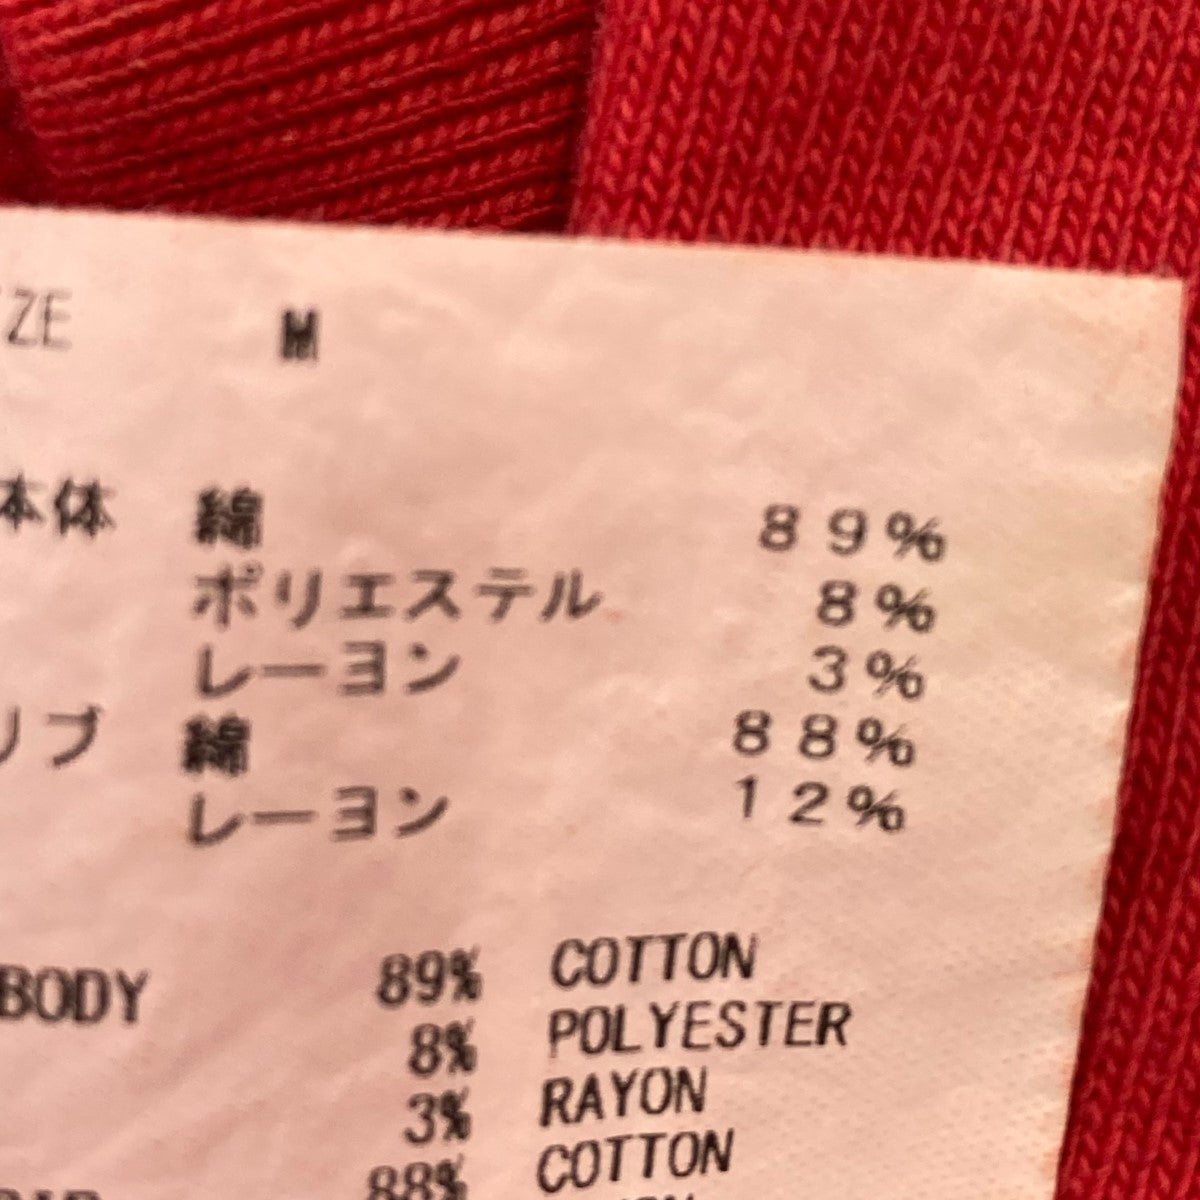 ZE M
本体 綿 89%
ポリエステル 8%
レーヨン 3%
リブ 綿 88%
レーヨン 12%
BODY 89% COTTON
8% POLYESTER
3% RAYON
88% COTTON